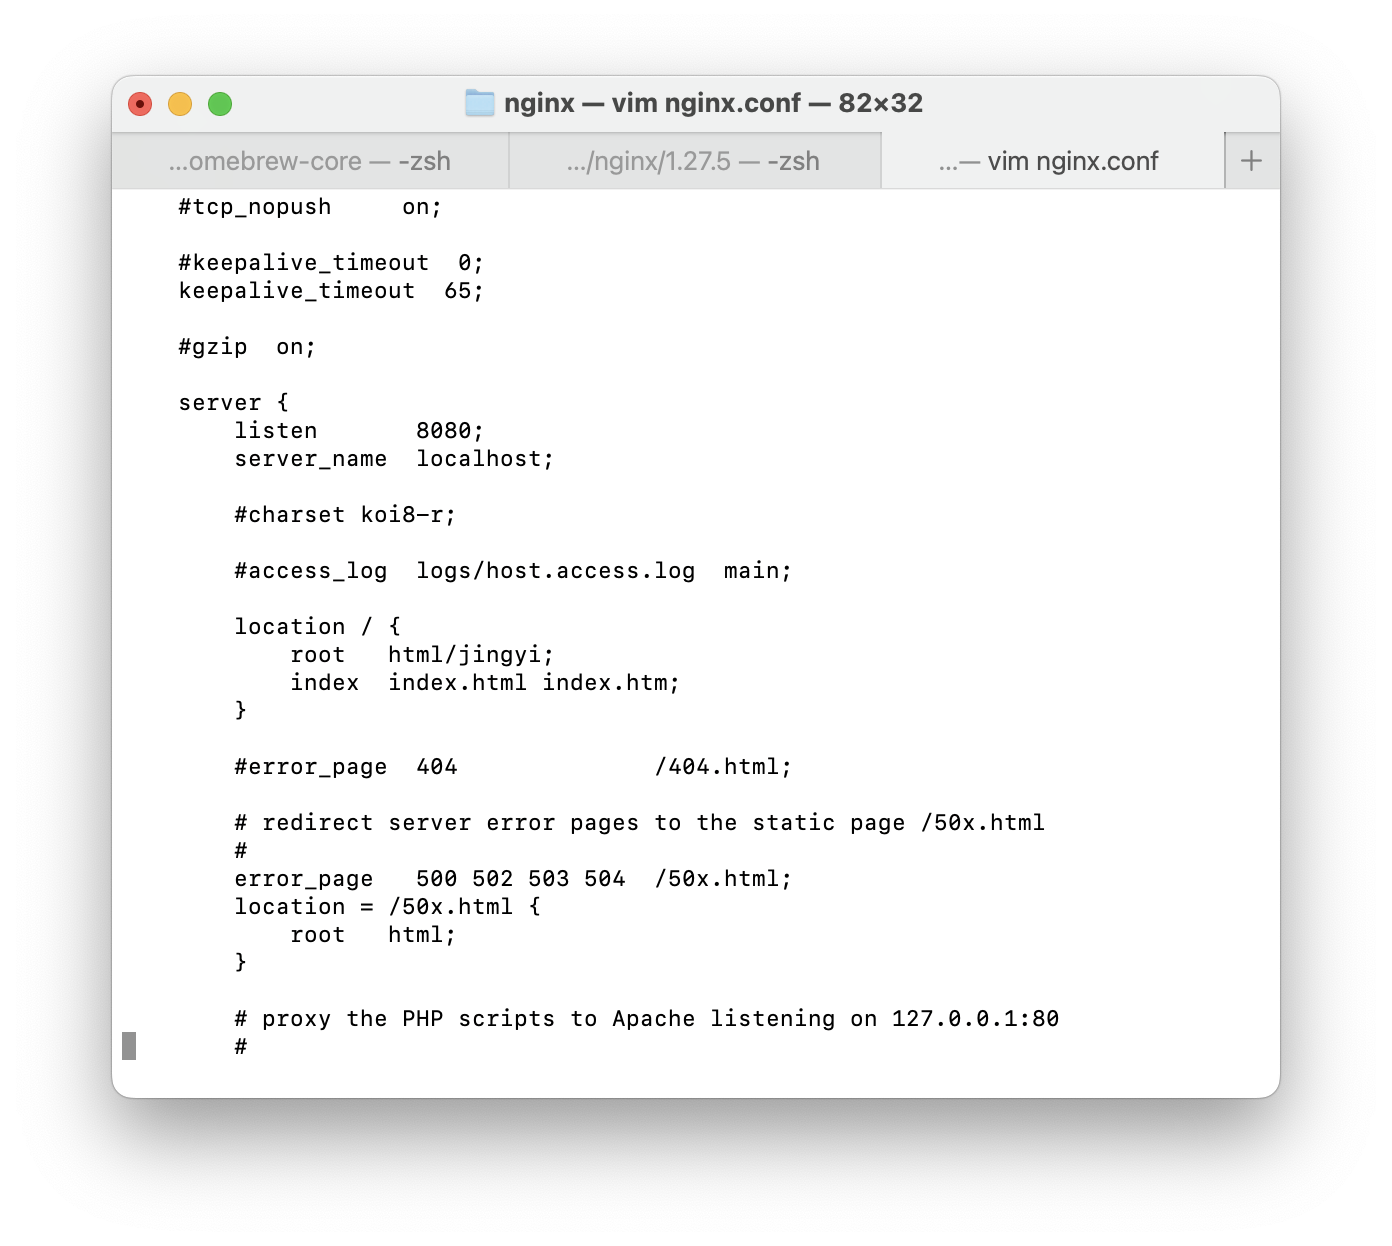 nginx — vim nginx.conf — 82×32
...omebrew-core — -zsh
.../nginx/1.27.5 — -zsh
...— vim nginx.conf
+
    #tcp_nopush     on;

    #keepalive_timeout  0;
    keepalive_timeout  65;

    #gzip  on;

    server {
        listen       8080;
        server_name  localhost;

        #charset koi8-r;

        #access_log  logs/host.access.log  main;

        location / {
            root   html/jingyi;
            index  index.html index.htm;
        }

        #error_page  404              /404.html;

        # redirect server error pages to the static page /50x.html
        #
        error_page   500 502 503 504  /50x.html;
        location = /50x.html {
            root   html;
        }

        # proxy the PHP scripts to Apache listening on 127.0.0.1:80
        #